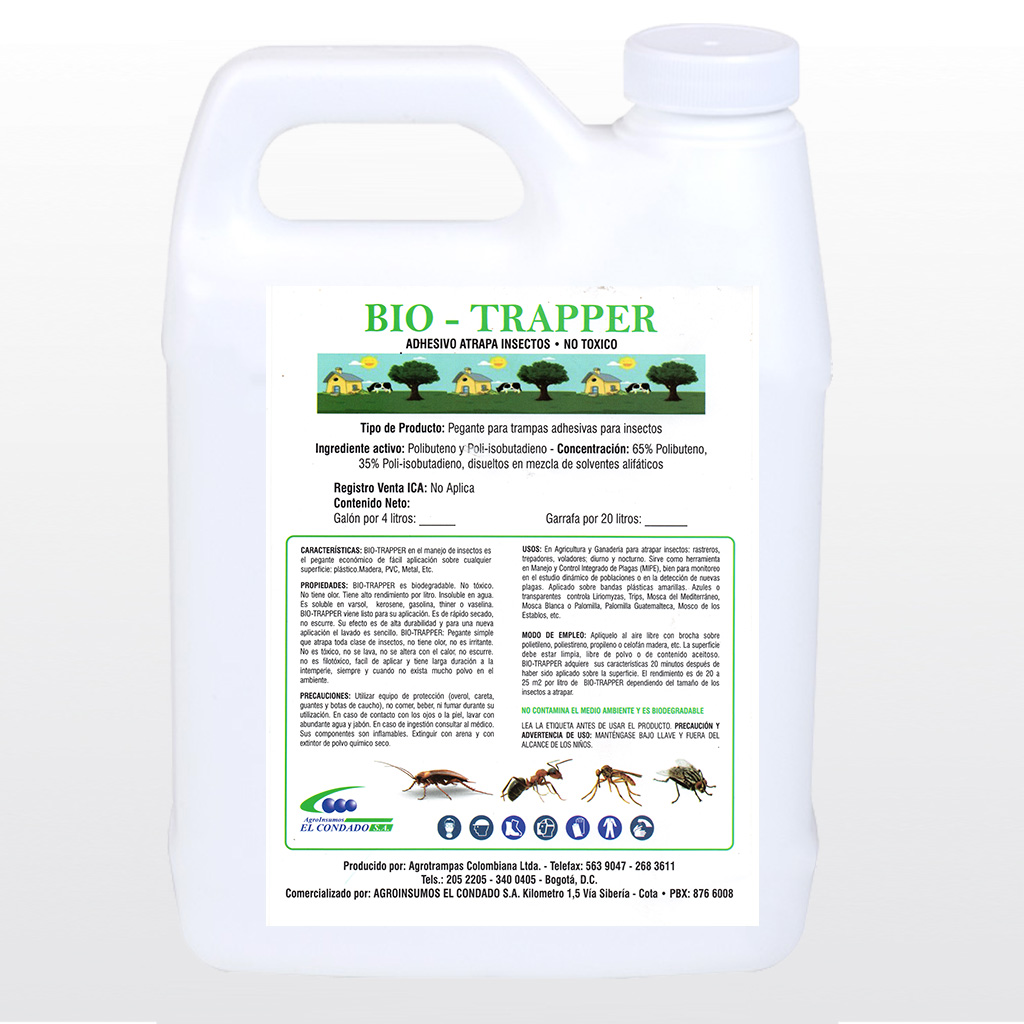 BIO - TRAPPER
ADHESIVO ATRAPA INSECTOS • NO TOXICO
Tipo de Producto: Pegante para trampas adhesivas para insectos
Ingrediente activo: Polibuteno y Poli-isobutadieno - Concentración: 65% Polibuteno,
35% Poli-isobutadieno, disueltos en mezcla de solventes alifáticos
Registro Venta ICA: No Aplica
Contenido Neto:
Galón por 4 litros: ______ Garrafa por 20 litros: _______
CARACTERÍSTICAS: BIO-TRAPPER en el manejo de insectos es
el pegante económico de fácil aplicación sobre cualquier
superficie: plástico.Madera, PVC, Metal, Etc.
PROPIEDADES: BIO-TRAPPER es biodegradable. No tóxico.
No tiene olor. Tiene alto rendimiento por litro. Insoluble en agua.
Es soluble en varsol, kerosene, gasolina, thiner o vaselina.
BIO-TRAPPER viene listo para su aplicación. Es de rápido secado,
no escurre. Su efecto es de alta durabilidad y para una nueva
aplicación el lavado es sencillo. BIO-TRAPPER: Pegante simple
que atrapa toda clase de insectos, no tiene olor, no es irritante.
No es tóxico, no se lava, no se altera con el calor, no escurre.
no es filotóxico, facíl de aplicar y tiene larga duración a la
intemperie, siempre y cuando no exista mucho polvo en el
ambiente.
PRECAUCIONES: Utilizar equipo de protección (overol, careta,
guantes y botas de caucho), no comer, beber, ni fumar durante su
utilización. En caso de contacto con los ojos o la piel, lavar con
abundante agua y jabón. En caso de ingestión consultar al médico.
Sus componentes son inflamables. Extinguir con arena y con
extintor de polvo químico seco.
USOS: En Agricultura y Ganadería para atrapar insectos: rastreros,
trepadores, voladores; diurno y nocturno. Sirve como herramienta
en Manejo y Control Integrado de Plagas (MIPE), bien para monitoreo
en el estudio dinámico de poblaciones o en la detección de nuevas
plagas. Aplicado sobre bandas plásticas amarillas. Azules o
transparentes controla Liriomyzas, Trips, Mosca del Mediterráneo,
Mosca Blanca o Palomilla, Palomilla Guatemalteca, Mosco de los
Establos, etc.
MODO DE EMPLEO: Aplíquelo al aire libre con brocha sobre
polietileno, poliestireno, propileno o celofán madera, etc. La superficie
debe estar limpia, libre de polvo o de contenido aceitoso.
BIO-TRAPPER adquiere sus características 20 minutos después de
haber sido aplicado sobre la superficie. El rendimiento es de 20 a
25 m2 por litro de BIO-TRAPPER dependiendo del tamaño de los
insectos a atrapar.
NO CONTAMINA EL MEDIO AMBIENTE Y ES BIODEGRADABLE
LEA LA ETIQUETA ANTES DE USAR EL PRODUCTO. PRECAUCIÓN Y
ADVERTENCIA DE USO: MANTÉNGASE BAJO LLAVE Y FUERA DEL
ALCANCE DE LOS NIÑOS.
AgroInsumos
EL CONDADO S.A.
Producido por: Agrotrampas Colombiana Ltda. - Telefax: 563 9047 - 268 3611
Tels.: 205 2205 - 340 0405 - Bogotá, D.C.
Comercializado por: AGROINSUMOS EL CONDADO S.A. Kilometro 1,5 Vía Sibería - Cota • PBX: 876 6008